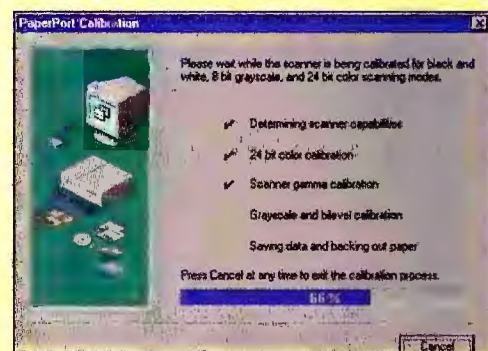 PaperPort Calibration
Please wait while the scanner is being calibrated for black and
white, 8 bit grayscale, and 24 bit color scanning modes.
Determining scanner capabilities
24 bit color calibration
Scanner gamma calibration
Grayscale and bilevel calibration
Saving data and backing out paper
Press Cancel at any time to exit the calibration process.
66%
Cancel